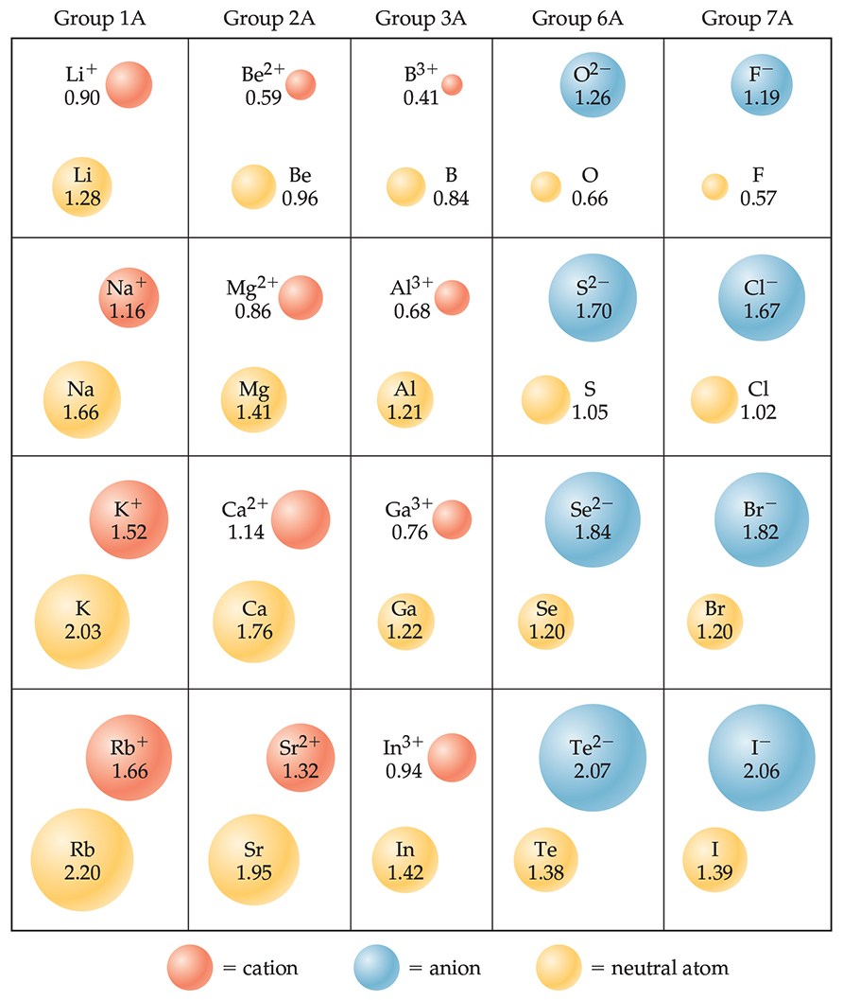 Group 1A Group 2A Group 3A Group 6A Group 7A
Li⁺ Be²⁺ B³⁺ O²⁻ F⁻
0.90 0.59 0.41 1.26 1.19
Li Be B O F
1.28 0.96 0.84 0.66 0.57
Na⁺ Mg²⁺ Al³⁺ S²⁻ Cl⁻
1.16 0.86 0.68 1.70 1.67
Na Mg Al S Cl
1.66 1.41 1.21 1.05 1.02
K⁺ Ca²⁺ Ga³⁺ Se²⁻ Br⁻
1.52 1.14 0.76 1.84 1.82
K Ca Ga Se Br
2.03 1.76 1.22 1.20 1.20
Rb⁺ Sr²⁺ In³⁺ Te²⁻ I⁻
1.66 1.32 0.94 2.07 2.06
Rb Sr In Te I
2.20 1.95 1.42 1.38 1.39
= cation = anion = neutral atom